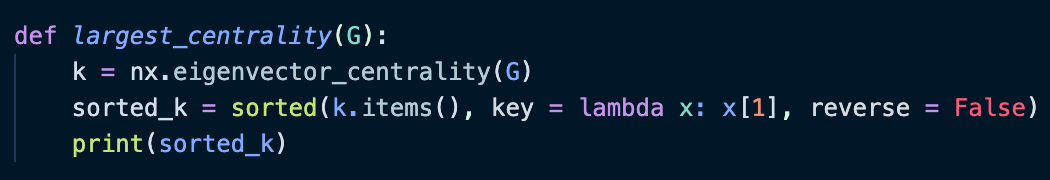 def largest_centrality(G):
    k = nx.eigenvector_centrality(G)
    sorted_k = sorted(k.items(), key = lambda x: x[1], reverse = False)
    print(sorted_k)